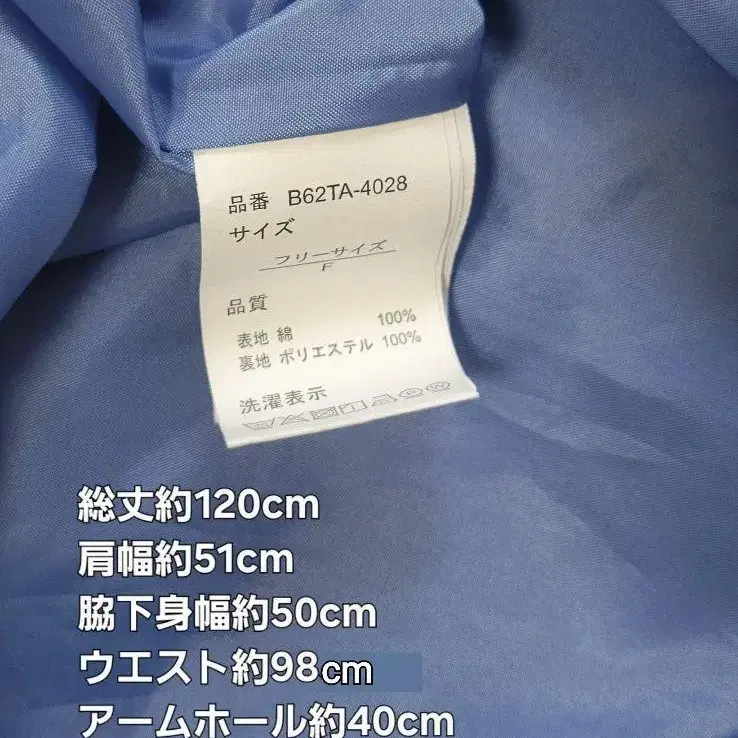 品番 B62TA-4028
サイズ
フリーサイズ
F
品質
表地 綿 100%
裏地 ポリエステル 100%
洗濯表示
総丈約120cm
肩幅約51cm
脇下身幅約50cm
ウエスト約98cm
アームホール約40cm